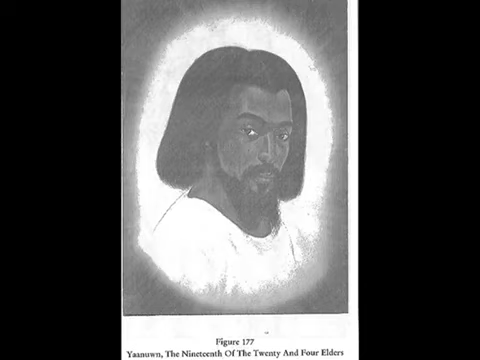 Figure 177
Yaanuwn, The Nineteenth Of The Twenty And Four Elders